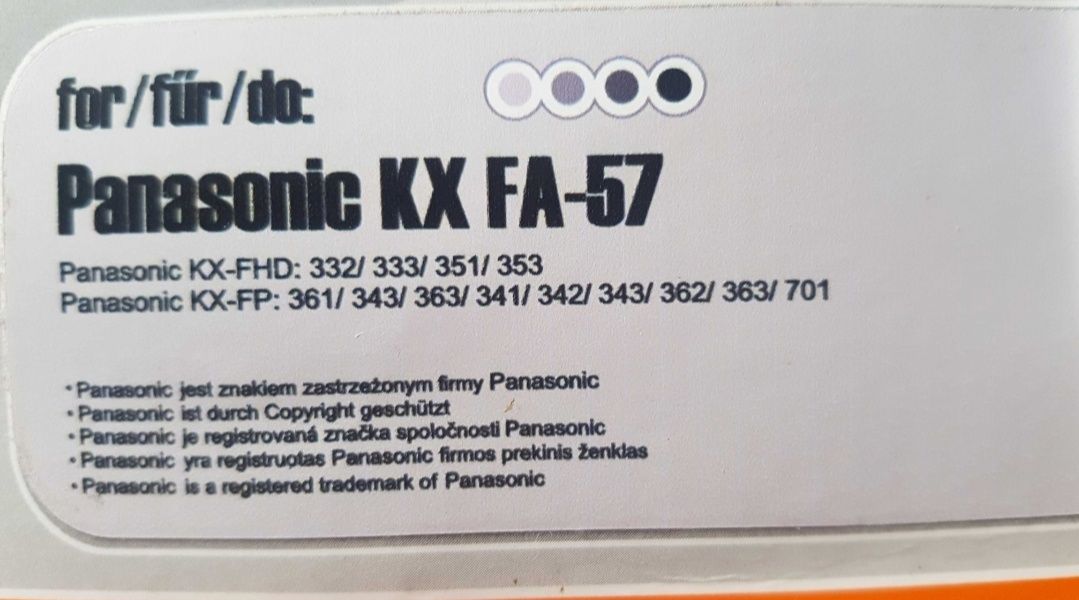 for/fűr/do:
Panasonic KX FA-57
Panasonic KX-FHD: 332/ 333/ 351/ 353
Panasonic KX-FP: 361/ 343/ 363/ 341/ 342/ 343/ 362/ 363/ 701
• Panasonic jest znakiem zastrzeżonym firmy Panasonic
• Panasonic ist durch Copyright geschützt
• Panasonic je registrovaná značka spoločnosti Panasonic
• Panasonic yra registruotas Panasonic firmos prekinis ženklas
• Panasonic is a registered trademark of Panasonic